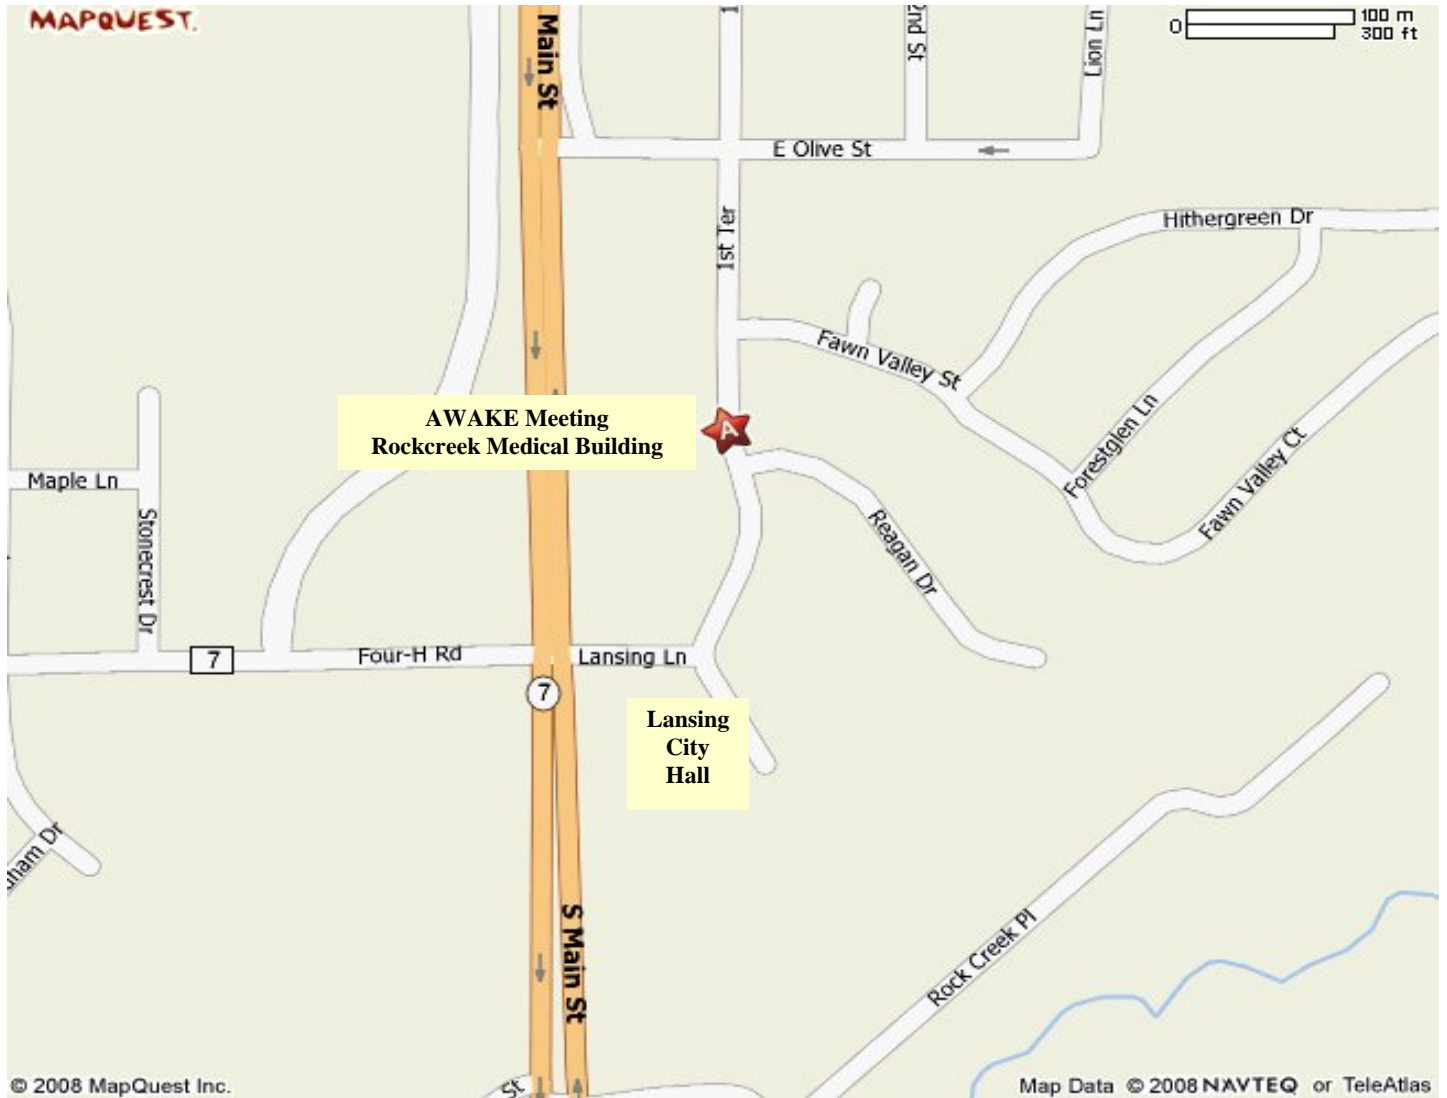 MAPQUEST.
0
100 m
300 ft
Main St
1
2nd St
Lion Ln
E Olive St
1st Ter
Hithergreen Dr
Fawn Valley St
AWAKE Meeting
Rockcreek Medical Building
A
Forestglen Ln
Fawn Valley Ct
Maple Ln
Stonecrest Dr
Reagan Dr
7
Four-H Rd
Lansing Ln
7
Lansing
City
Hall
S Main St
Rock Creek Pl
St
© 2008 MapQuest Inc.
Map Data © 2008 NAVTEQ or TeleAtlas